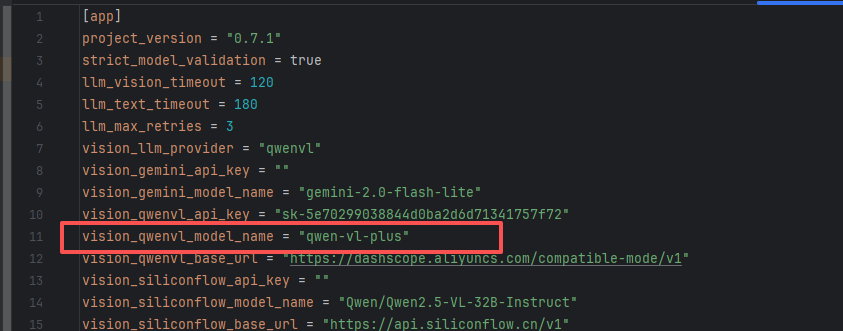 1 [app]
2 project_version = "0.7.1"
3 strict_model_validation = true
4 llm_vision_timeout = 120
5 llm_text_timeout = 180
6 llm_max_retries = 3
7 vision_llm_provider = "qwenvl"
8 vision_gemini_api_key = ""
9 vision_gemini_model_name = "gemini-2.0-flash-lite"
10 vision_qwenvl_api_key = "sk-5e70299038844d0ba2d6d71341757f72"
11 vision_qwenvl_model_name = "qwen-vl-plus"
12 vision_qwenvl_base_url = "https://dashscope.aliyuncs.com/compatible-mode/v1"
13 vision_siliconflow_api_key = ""
14 vision_siliconflow_model_name = "Qwen/Qwen2.5-VL-32B-Instruct"
15 vision_siliconflow_base_url = "https://api.siliconflow.cn/v1"